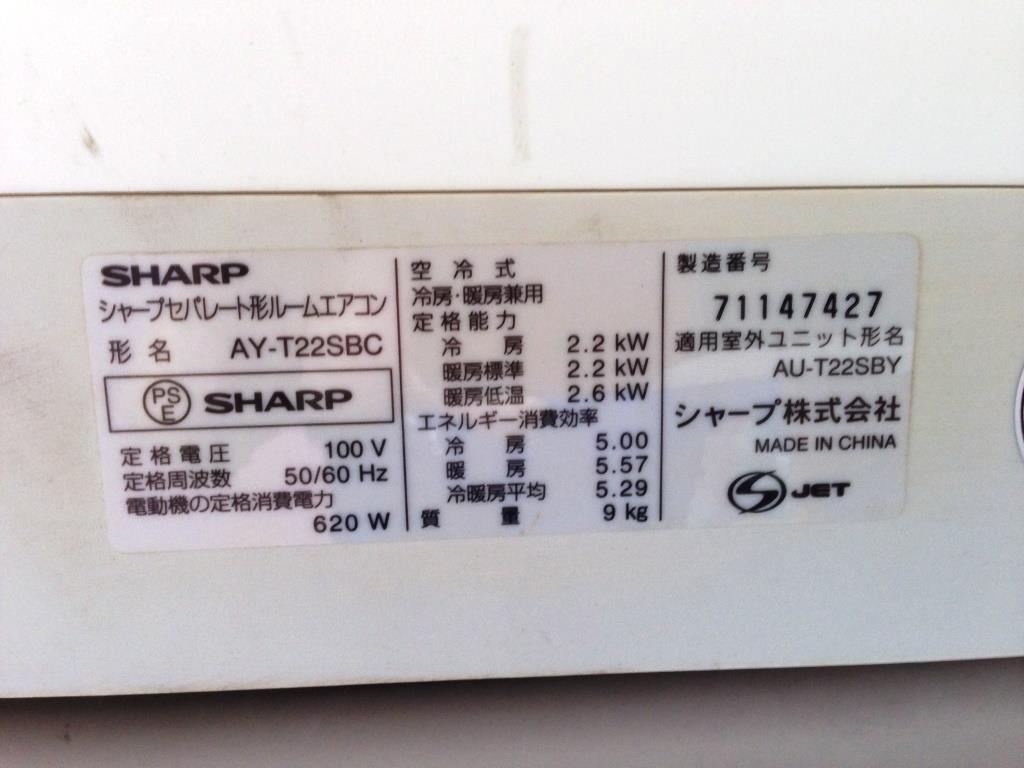 SHARP
シャープセパレート形ルームエアコン
形名 AY-T22SBC
PS
E
SHARP
定格電圧 100 V
定格周波数 50/60 Hz
電動機の定格消費電力
620 W
空冷式
冷房・暖房兼用
定格能力
冷房 2.2 kW
暖房標準 2.2 kW
暖房低温 2.6 kW
エネルギー消費効率
冷房 5.00
暖房 5.57
冷暖房平均 5.29
質量 9 kg
製造番号
71147427
適用室外ユニット形名
AU-T22SBY
シャープ株式会社
MADE IN CHINA
JET